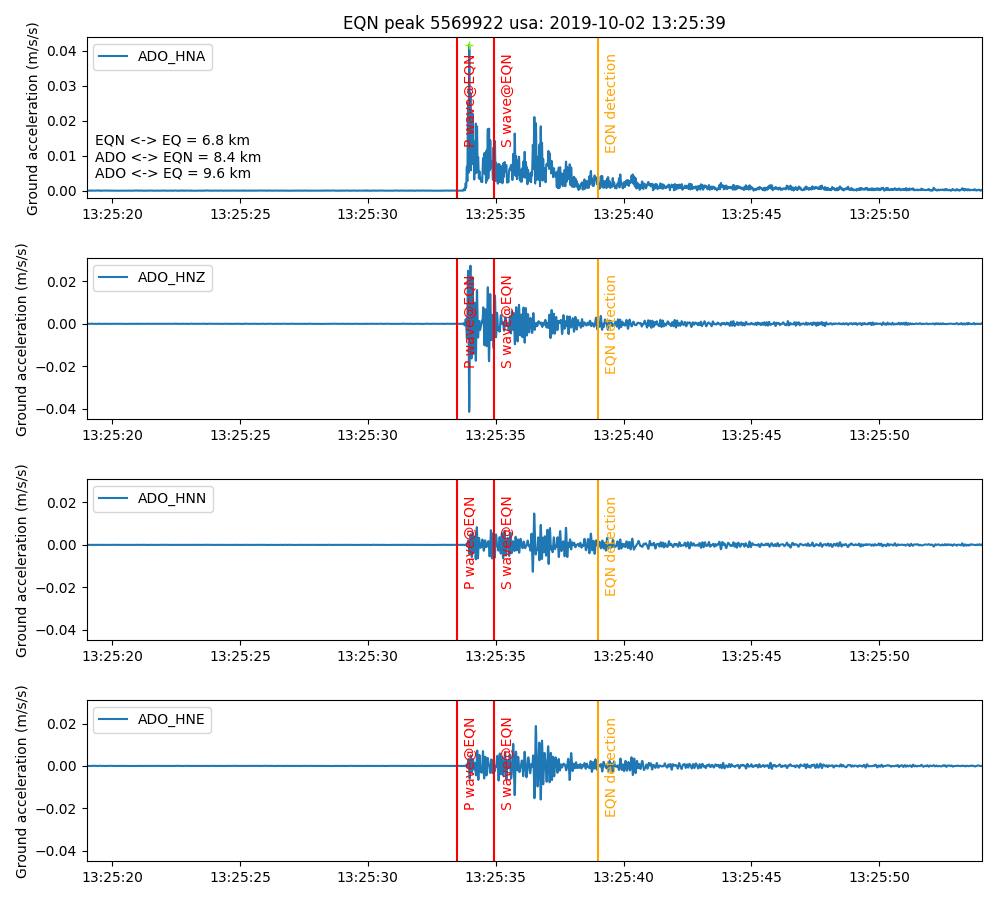 EQN peak 5569922 usa: 2019-10-02 13:25:39
Ground acceleration (m/s/s)
0.04
0.03
0.02
0.01
0.00
ADO_HNA
P wave@EQN
S wave@EQN
EQN detection
EQN <-> EQ = 6.8 km
ADO <-> EQN = 8.4 km
ADO <-> EQ = 9.6 km
13:25:20 13:25:25 13:25:30 13:25:35 13:25:40 13:25:45 13:25:50
Ground acceleration (m/s/s)
0.02
0.00
−0.02
−0.04
ADO_HNZ
P wave@EQN
S wave@EQN
EQN detection
13:25:20 13:25:25 13:25:30 13:25:35 13:25:40 13:25:45 13:25:50
Ground acceleration (m/s/s)
0.02
0.00
−0.02
−0.04
ADO_HNN
P wave@EQN
S wave@EQN
EQN detection
13:25:20 13:25:25 13:25:30 13:25:35 13:25:40 13:25:45 13:25:50
Ground acceleration (m/s/s)
0.02
0.00
−0.02
−0.04
ADO_HNE
P wave@EQN
S wave@EQN
EQN detection
13:25:20 13:25:25 13:25:30 13:25:35 13:25:40 13:25:45 13:25:50